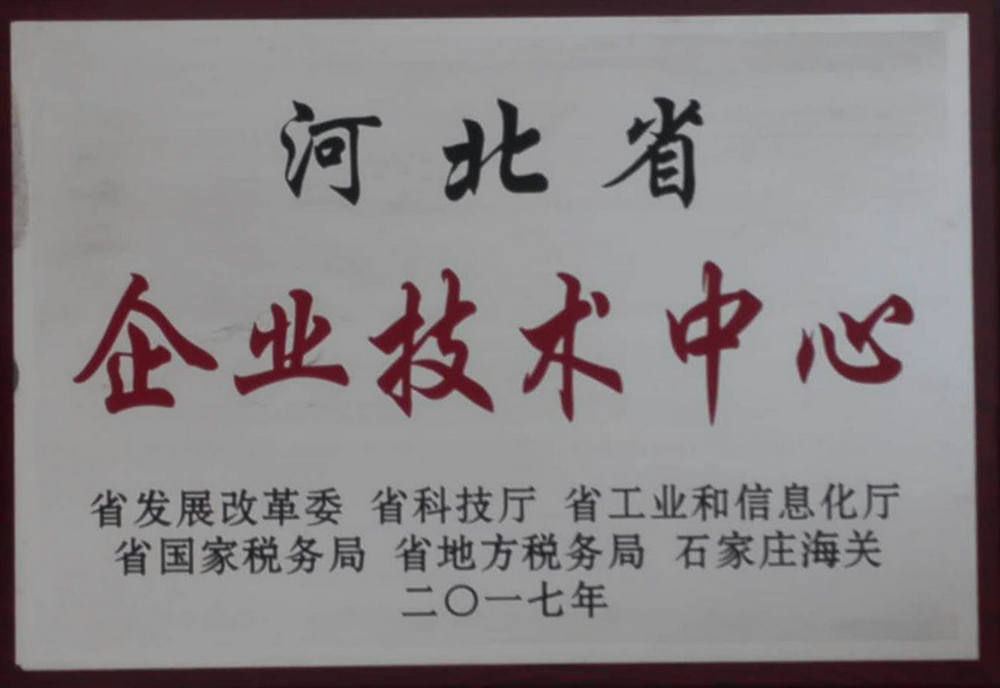 河北省
企业技术中心
省发展改革委 省科技厅 省工业和信息化厅
省国家税务局 省地方税务局 石家庄海关
二〇一七年